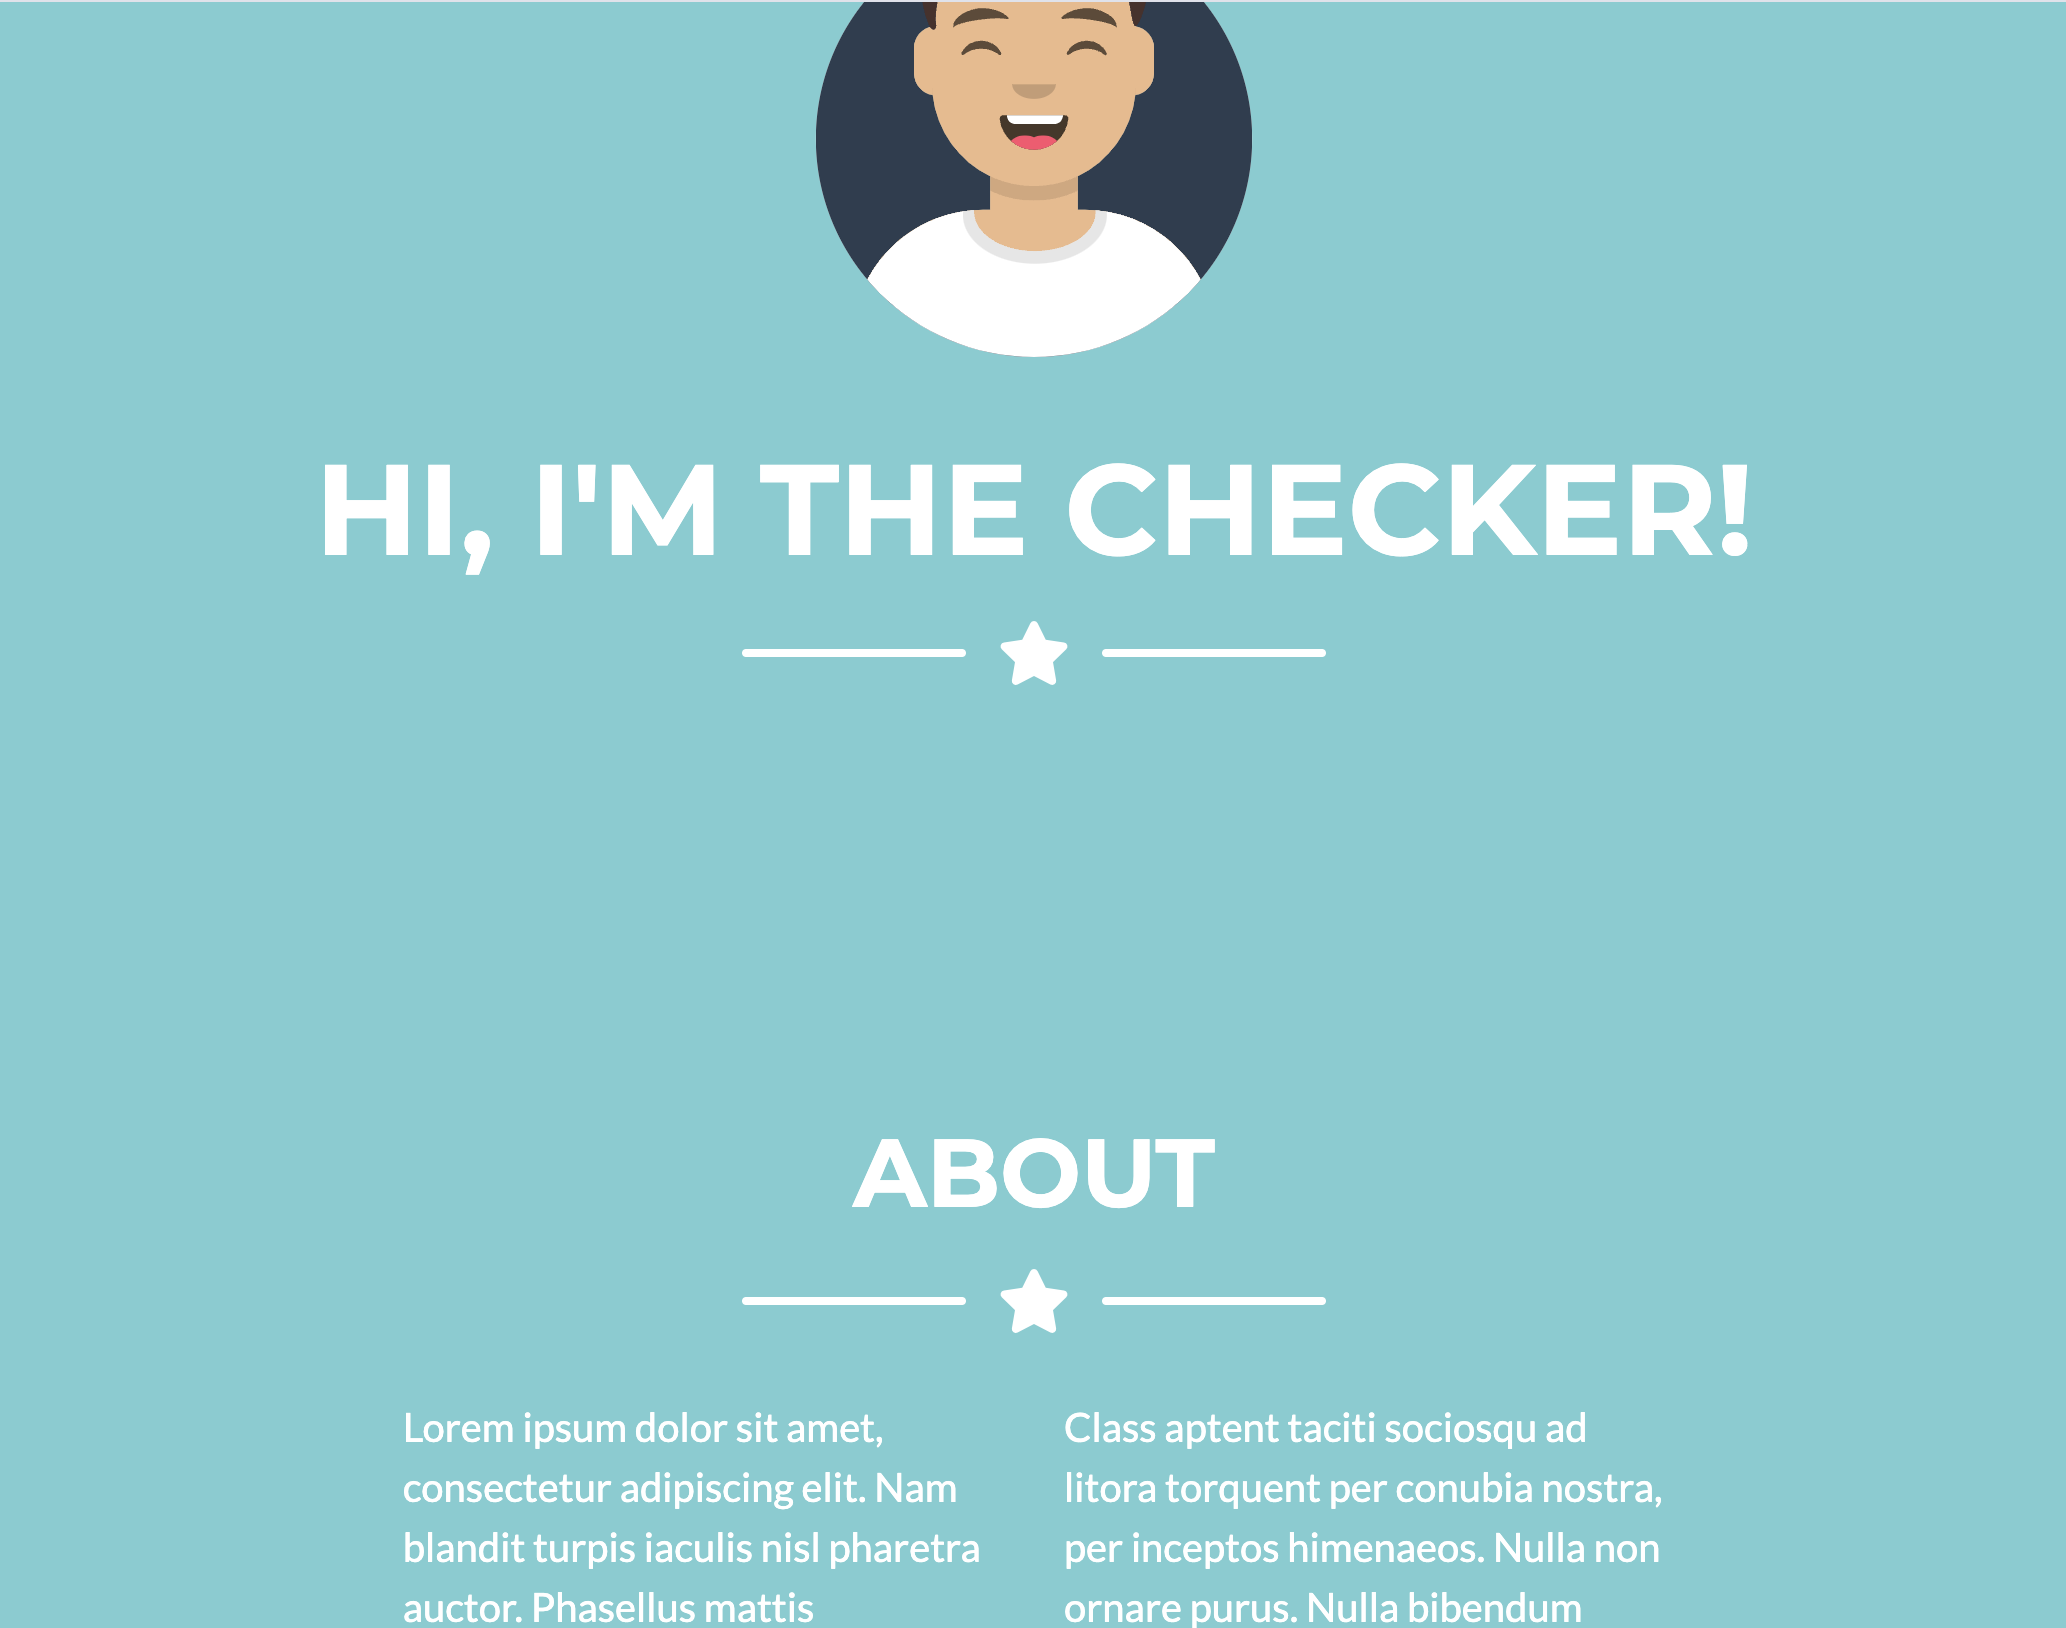 HI, I'M THE CHECKER!
ABOUT
Lorem ipsum dolor sit amet,
consectetur adipiscing elit. Nam
blandit turpis iaculis nisl pharetra
auctor. Phasellus mattis
Class aptent taciti sociosqu ad
litora torquent per conubia nostra,
per inceptos himenaeos. Nulla non
ornare purus. Nulla bibendum